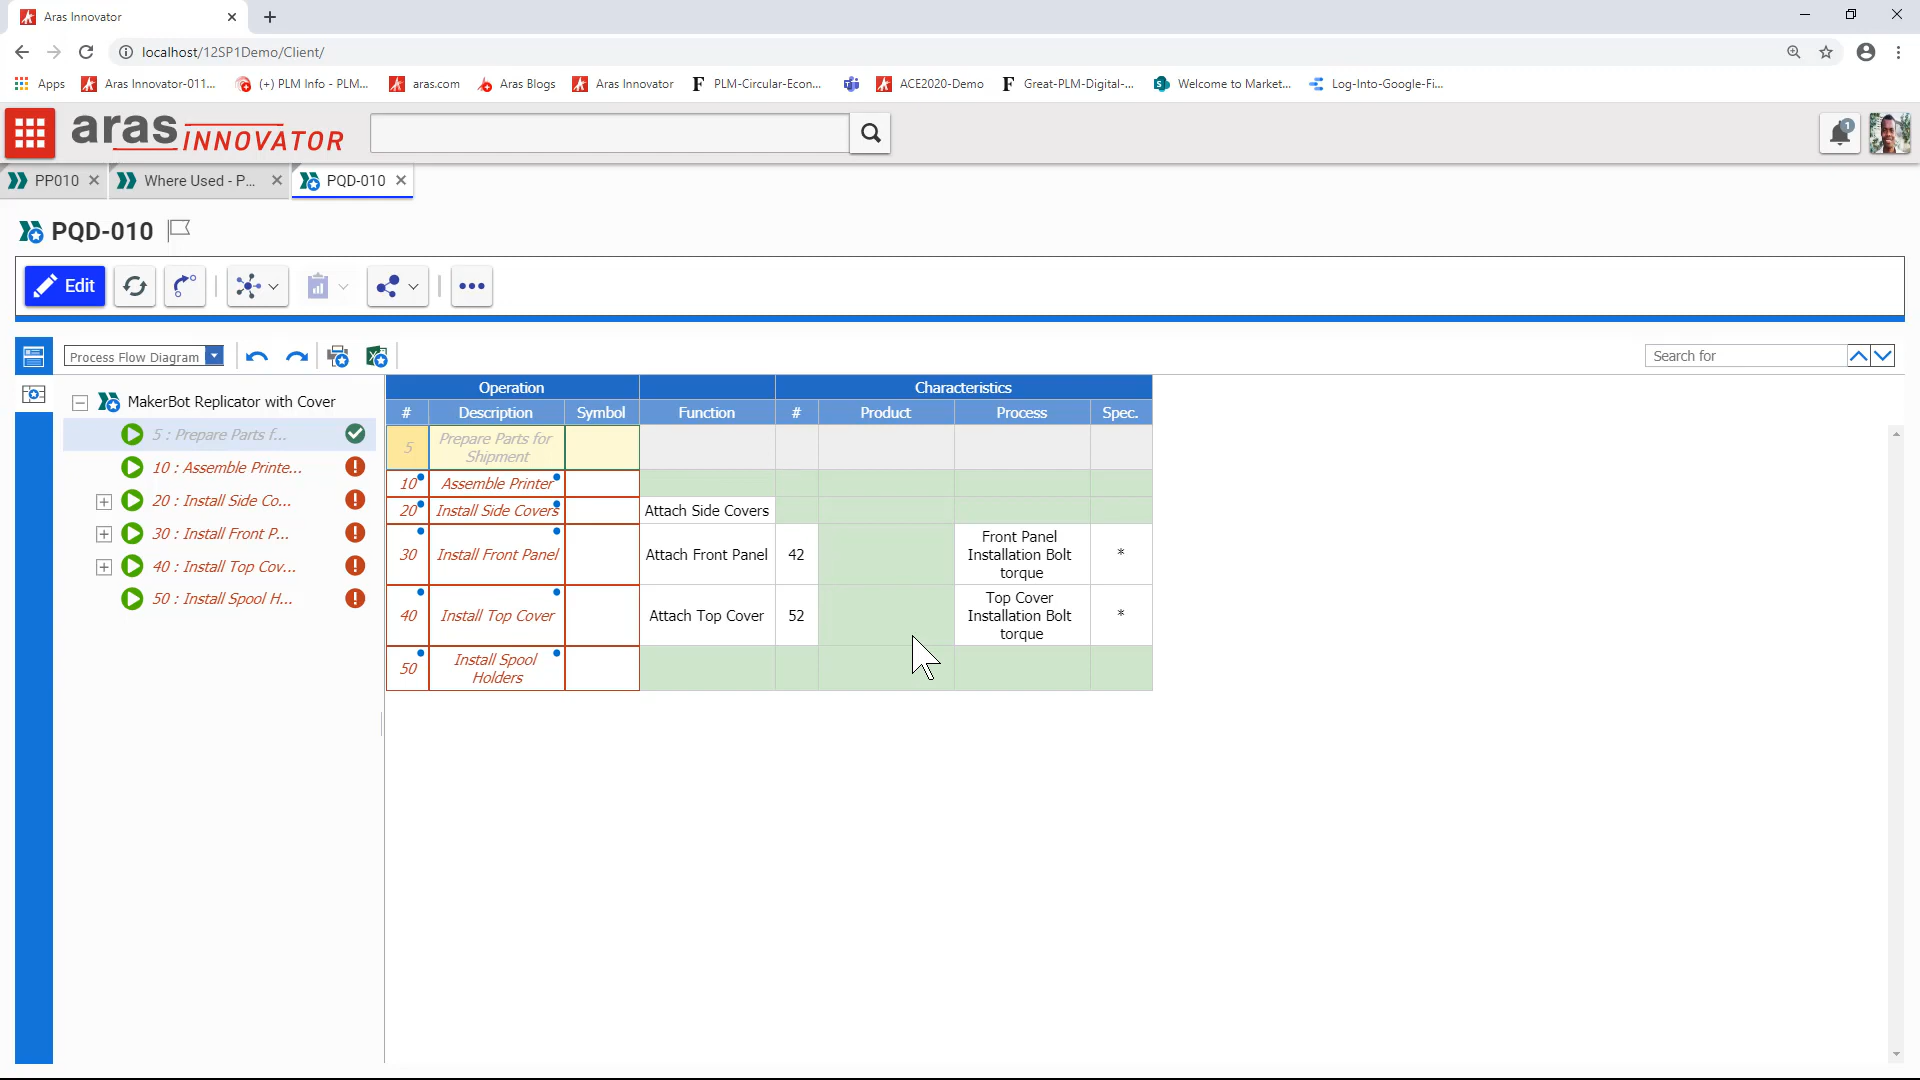 Aras Innovator
localhost/12SP1Demo/Client/
Apps
Aras Innovator-011...
(+) PLM Info - PLM...
aras.com
Aras Blogs
Aras Innovator
PLM-Circular-Econ...
ACE2020-Demo
Great-PLM-Digital-...
Welcome to Market...
Log-Into-Google-Fi...
aras INNOVATOR
1
PP010
Where Used - P...
PQD-010
PQD-010
Edit
Process Flow Diagram
Search for
MakerBot Replicator with Cover
5 : Prepare Parts f...
10 : Assemble Printe...
20 : Install Side Co...
30 : Install Front P...
40 : Install Top Cov...
50 : Install Spool H...
Operation Characteristics
# Description Symbol Function # Product Process Spec.
5 Prepare Parts for
Shipment
10 Assemble Printer
20 Install Side Covers Attach Side Covers
Front Panel
30 Install Front Panel Attach Front Panel 42 Installation Bolt *
torque
Top Cover
40 Install Top Cover Attach Top Cover 52 Installation Bolt *
torque
50 Install Spool
Holders